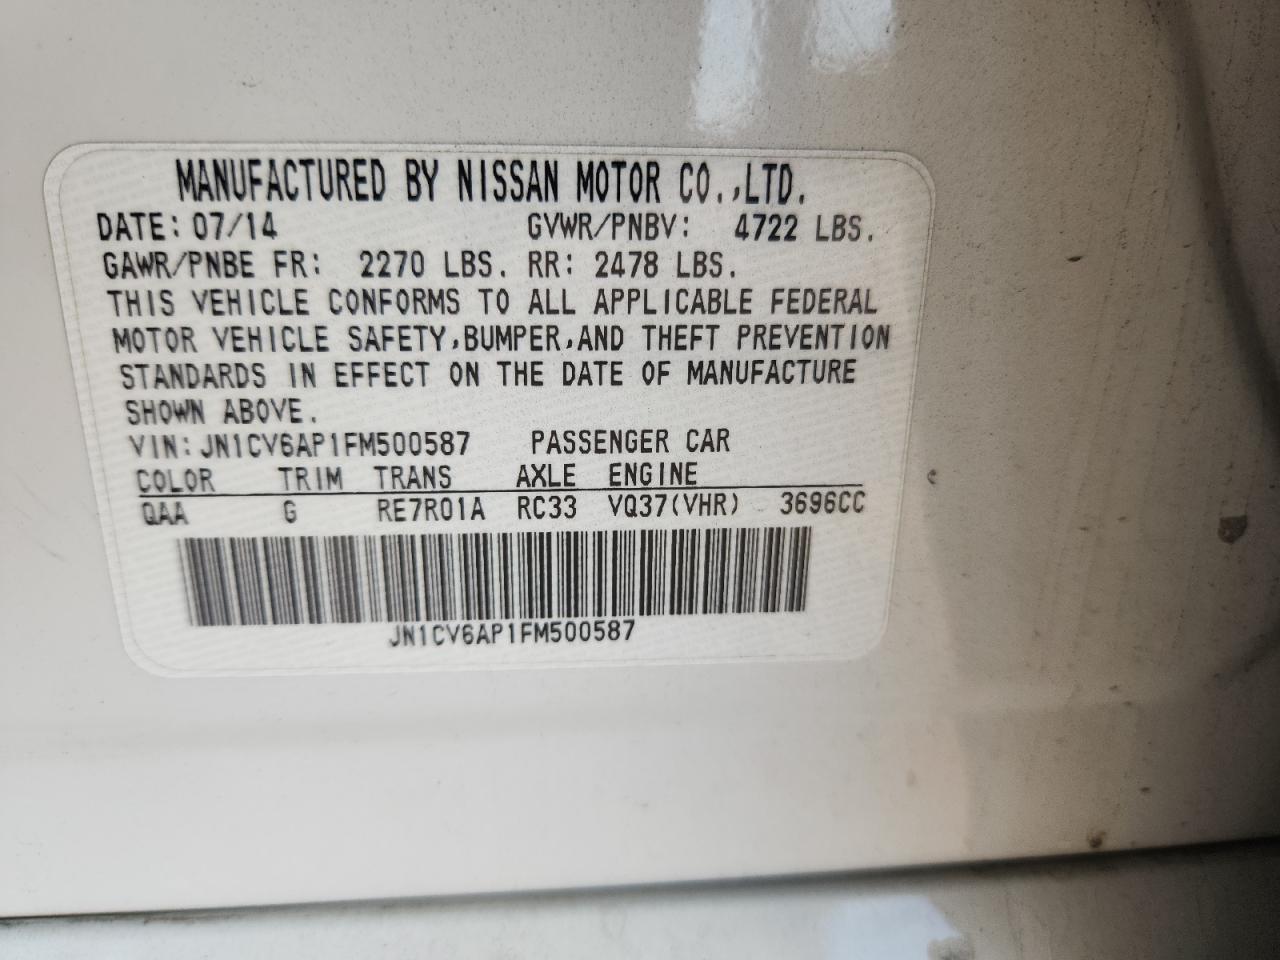 MANUFACTURED BY NISSAN MOTOR CO.,LTD.
DATE: 07/14 GVWR/PNBV: 4722 LBS.
GAWR/PNBE FR: 2270 LBS. RR: 2478 LBS.
THIS VEHICLE CONFORMS TO ALL APPLICABLE FEDERAL
MOTOR VEHICLE SAFETY,BUMPER,AND THEFT PREVENTION
STANDARDS IN EFFECT ON THE DATE OF MANUFACTURE
SHOWN ABOVE.
VIN:JN1CV6AP1FM500587 PASSENGER CAR
COLOR TRIM TRANS AXLE ENGINE
QAA G RE7R01A RC33 VQ37(VHR) 3696CC
JN1CV6AP1FM500587